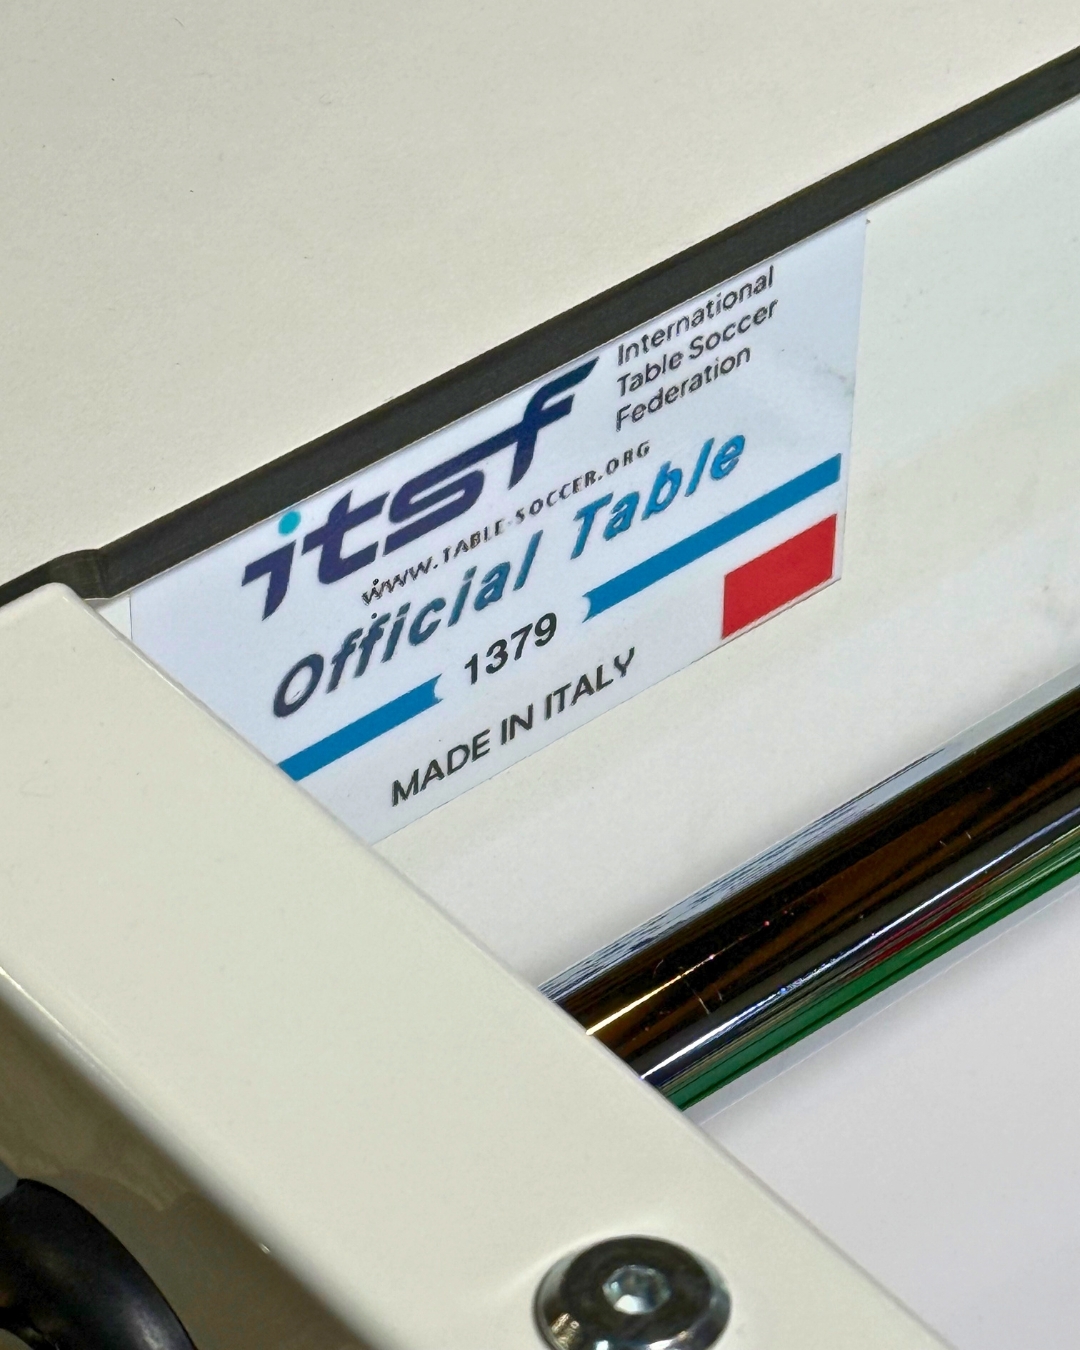 itsf
International
Table Soccer
Federation
WWW.TABLE-SOCCER.ORG
Official Table
1379
MADE IN ITALY